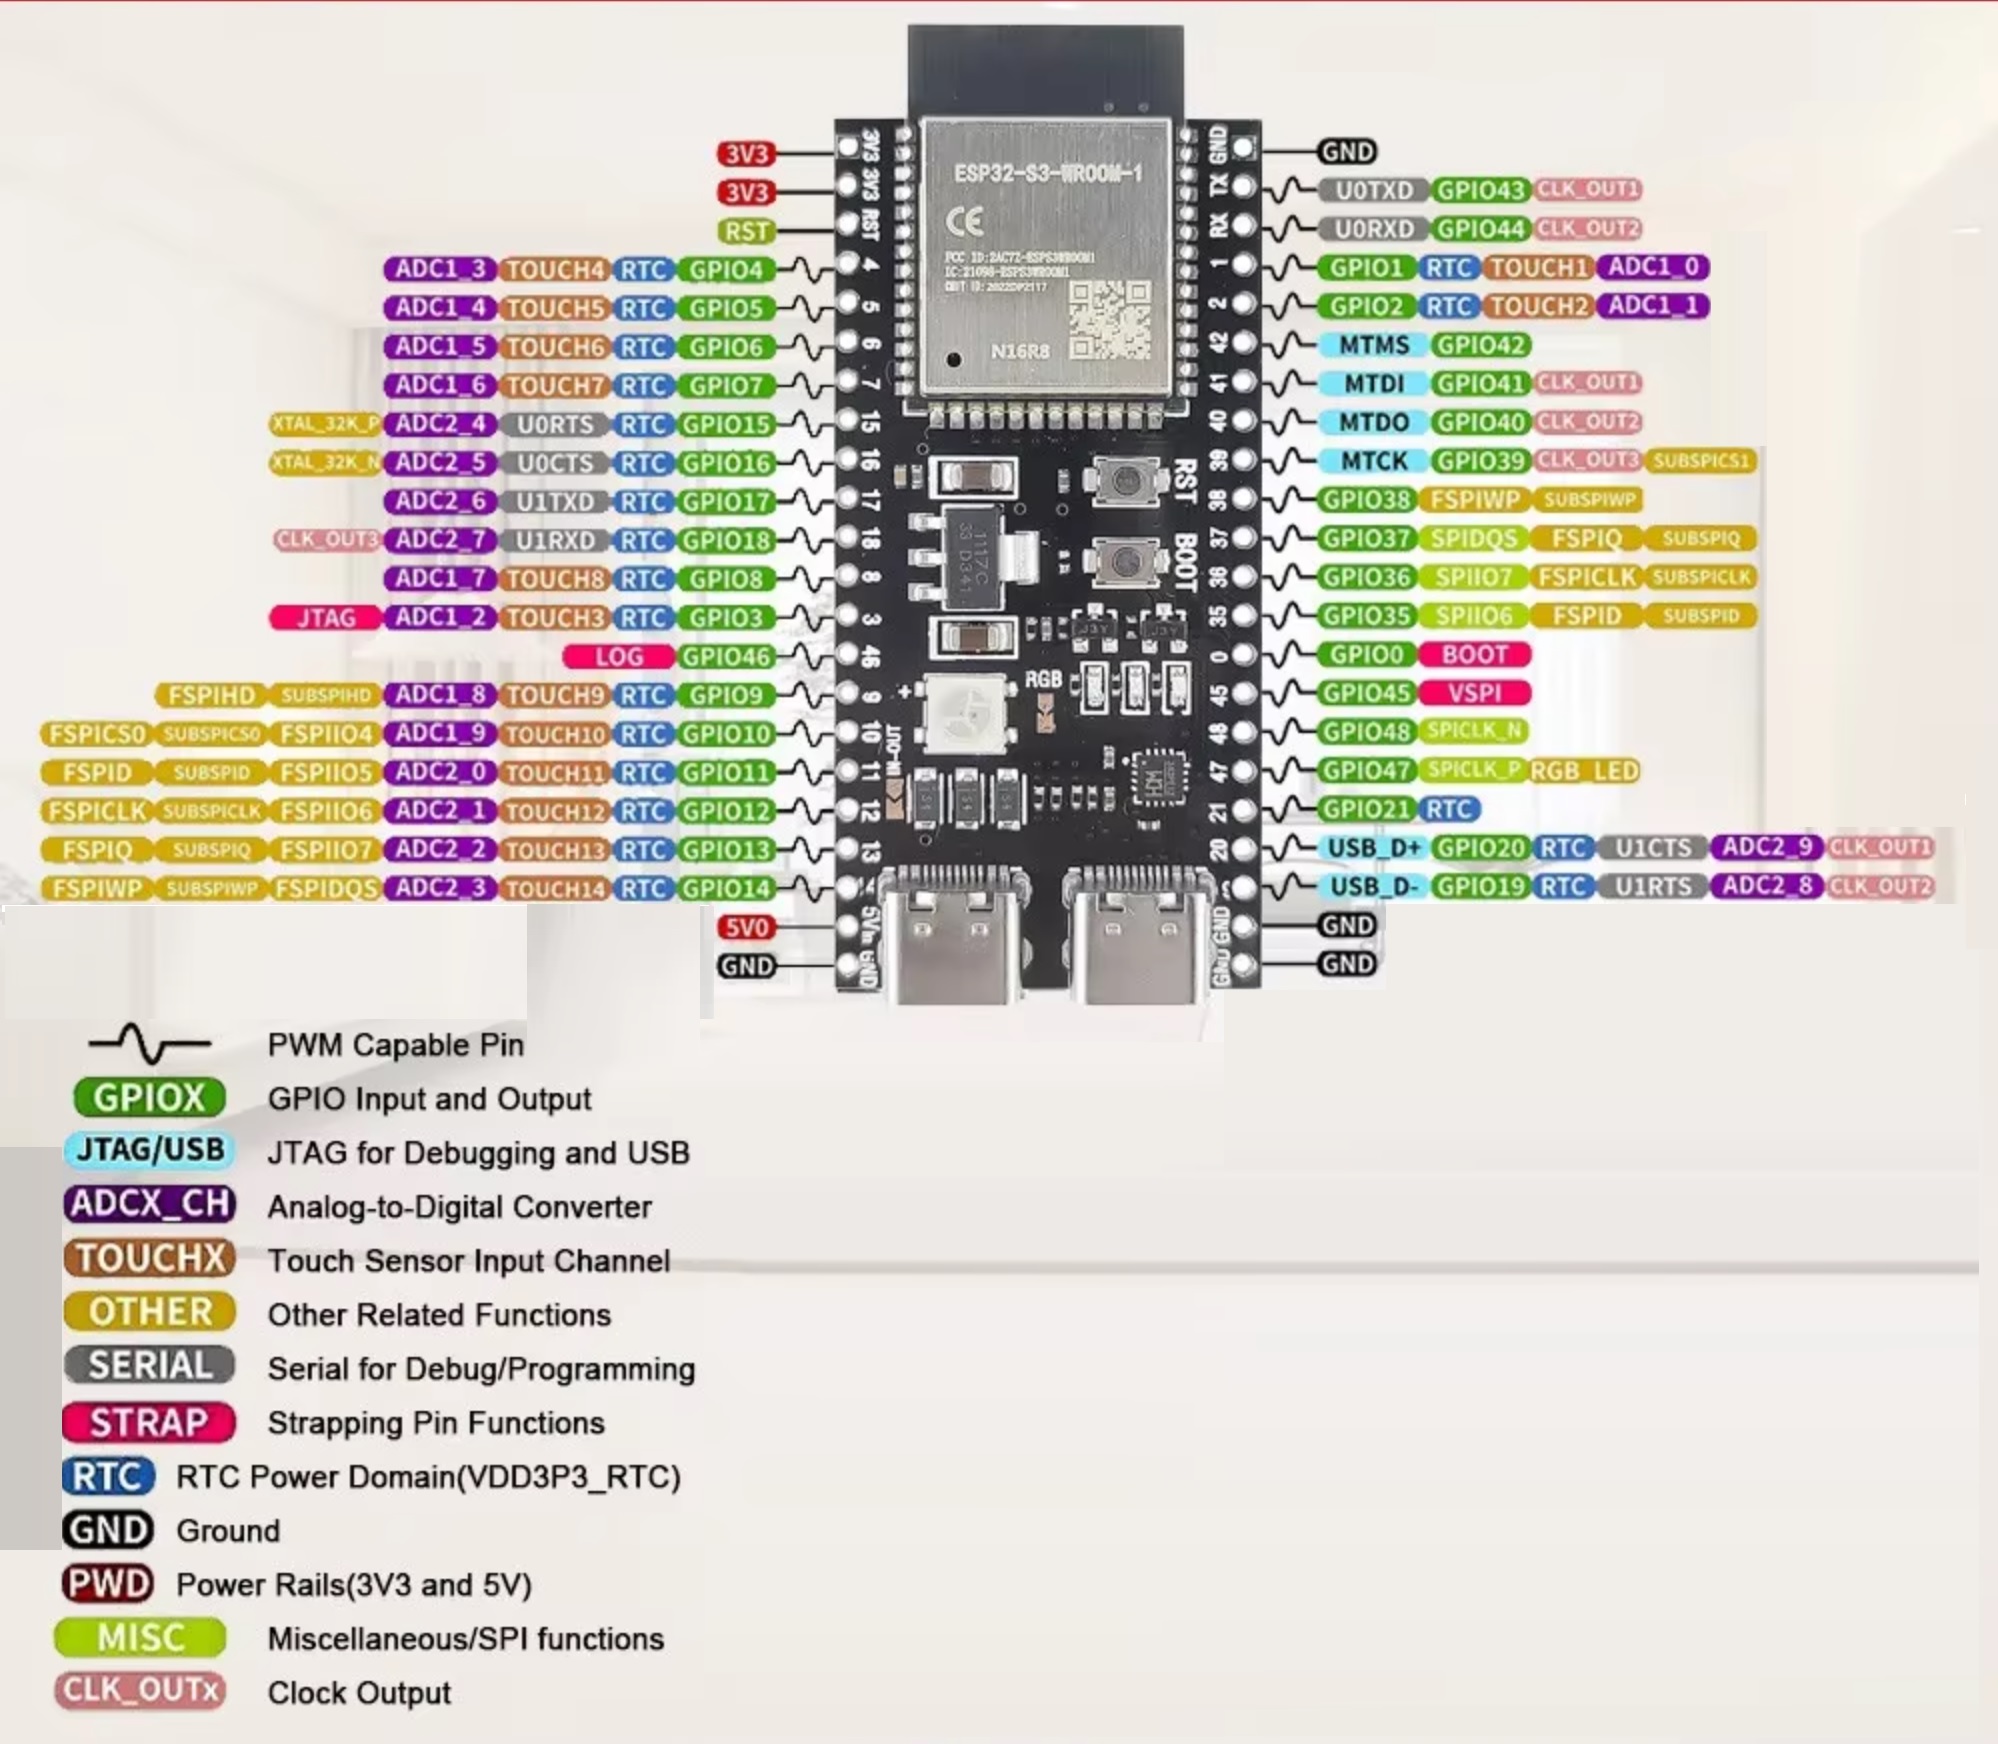 3V3
3V3
RST
ADC1_3 TOUCH4 RTC GPIO4
ADC1_4 TOUCH5 RTC GPIO5
ADC1_5 TOUCH6 RTC GPIO6
ADC1_6 TOUCH7 RTC GPIO7
XTAL_32K_P ADC2_4 U0RTS RTC GPIO15
XTAL_32K_N ADC2_5 U0CTS RTC GPIO16
ADC2_6 U1TXD RTC GPIO17
CLK_OUT3 ADC2_7 U1RXD RTC GPIO18
ADC1_7 TOUCH8 RTC GPIO8
JTAG ADC1_2 TOUCH3 RTC GPIO3
LOG GPIO46
FSPIHD SUBSPIHD ADC1_8 TOUCH9 RTC GPIO9
FSPICS0 SUBSPICS0 FSPIIO4 ADC1_9 TOUCH10 RTC GPIO10
FSPID SUBSPID FSPIIO5 ADC2_0 TOUCH11 RTC GPIO11
FSPICLK SUBSPICLK FSPIIO6 ADC2_1 TOUCH12 RTC GPIO12
FSPIQ SUBSPIQ FSPIIO7 ADC2_2 TOUCH13 RTC GPIO13
FSPIWP SUBSPIWP FSPIDQS ADC2_3 TOUCH14 RTC GPIO14
5V0
GND
3V3
3V3
RST
4
5
6
7
15
16
17
18
8
3
46
9
10
11
12
13
14
5Vin
GND
ESP32-S3-WROOM-1
CE
FCC ID:2AC72-ESPS3WROOM1
IC:21098-ESPS3WROOM1
N16R8
RST
BOOT
1117C
33 D341
RGB
IN-OUT
GND
TX
RX
1
2
42
41
40
39
38
37
36
35
0
45
48
47
21
20
GND
GND
GND
U0TXD GPIO43 CLK_OUT1
U0RXD GPIO44 CLK_OUT2
GPIO1 RTC TOUCH1 ADC1_0
GPIO2 RTC TOUCH2 ADC1_1
MTMS GPIO42
MTDI GPIO41 CLK_OUT1
MTDO GPIO40 CLK_OUT2
MTCK GPIO39 CLK_OUT3 SUBSPICS1
GPIO38 FSPIWP SUBSPIWP
GPIO37 SPIDQS FSPIQ SUBSPIQ
GPIO36 SPIIO7 FSPICLK SUBSPICLK
GPIO35 SPIIO6 FSPID SUBSPID
GPIO0 BOOT
GPIO45 VSPI
GPIO48 SPICLK_N
GPIO47 SPICLK_P RGB_LED
GPIO21 RTC
USB_D+ GPIO20 RTC U1CTS ADC2_9 CLK_OUT1
USB_D- GPIO19 RTC U1RTS ADC2_8 CLK_OUT2
GND
GND
PWM Capable Pin
GPIOX GPIO Input and Output
JTAG/USB JTAG for Debugging and USB
ADCX_CH Analog-to-Digital Converter
TOUCHX Touch Sensor Input Channel
OTHER Other Related Functions
SERIAL Serial for Debug/Programming
STRAP Strapping Pin Functions
RTC RTC Power Domain(VDD3P3_RTC)
GND Ground
PWD Power Rails(3V3 and 5V)
MISC Miscellaneous/SPI functions
CLK_OUTx Clock Output